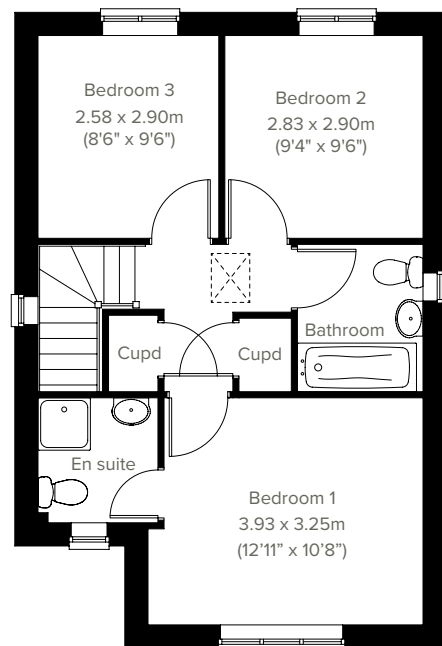 Bedroom 3
2.58 x 2.90m
(8'6" x 9'6")
Bedroom 2
2.83 x 2.90m
(9'4" x 9'6")
Bathroom
Cupd
Cupd
En suite
Bedroom 1
3.93 x 3.25m
(12’11” x 10’8”)